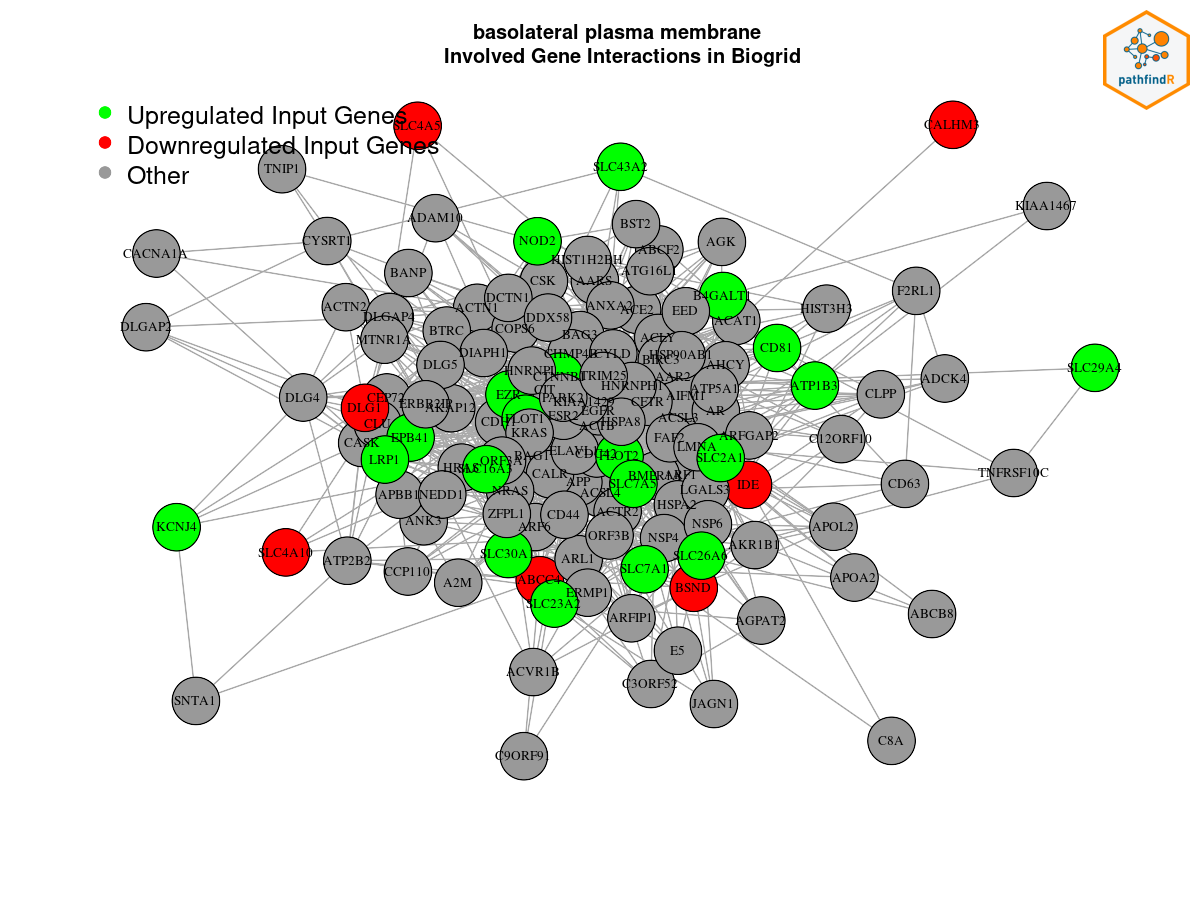 basolateral plasma membrane
Involved Gene Interactions in Biogrid
pathfindR
Upregulated Input Genes
Downregulated Input Genes
Other
SLC4A5
CALHM3
TNIP1
SLC43A2
KIAA1467
ADAM10
BST2
CYSRT1
NOD2
AGK
CACNA1A
ABCF2
HIST1H2BH
ATG16L1
BANP
CSK
AARS
F2RL1
DCTN1
B4GALT1
ACTN2
ACTN1
ANXA2
ACE2
EED
HIST3H3
DLGAP4
DDX58
ACAT1
DLGAP2
BTRC
COPS6
MTNR1A
BAG3
ACLY
CD81
DIAPH1
CHMP4B
CYLD
BIRC3
HSP90AB1
DLG5
HNRNPL
CTNNB1
TRIM25
AHCY
SLC29A4
AAR2
ADCK4
HNRNPH1
ATP1B3
CIT
ATP5A1
EZR
PARK2
AIFM1
CLPP
DLG4
CEP72
ERBB2IP
KIAA1429
CFTR
DLG1
AKAP12
EGFR
AR
ESR2
FLOT1
ACSL3
CLU
CDH1
ACTB
HSPA8
KRAS
ARFGAP2
EPB41
FAF2
C12ORF10
CASK
LMNA
ELAVL1
CDC42
BAG1
FLOT2
SLC2A1
LRP1
ORF3A
HRAS
SLC16A3
CALR
BMPR1A
TNFRSF10C
APP
SLC7A5
IDE
CD63
NRAS
ACSL4
LGALS3
APBB1
NEDD1
HSPA2
ZFPL1
CD44
ACTR2
ANK3
NSP6
KCNJ4
ARF6
APOL2
ORF3B
NSP4
AKR1B1
SLC4A10
SLC30A1
SLC26A6
ATP2B2
ARL1
CCP110
SLC7A1
APOA2
A2M
ABCC4
BSND
ERMP1
SLC23A2
ABCB8
ARFIP1
AGPAT2
E5
ACVR1B
C3ORF52
SNTA1
JAGN1
C8A
C9ORF91